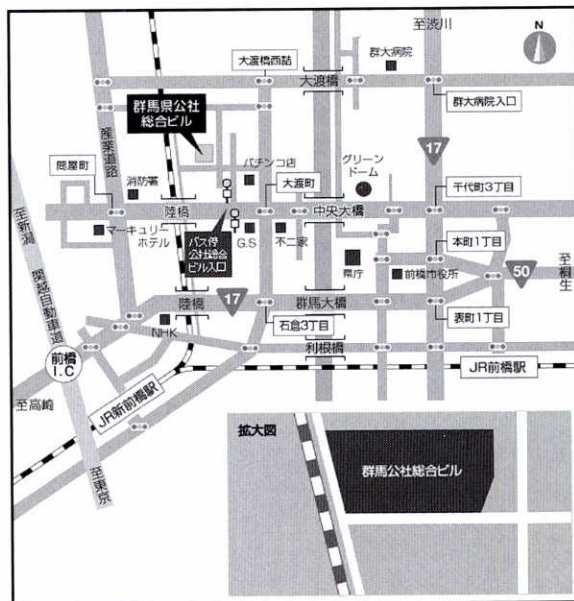 至渋川
N
大渡橋西詰
群大病院
大渡橋
群大病院入口
群馬県公社
総合ビル
産業道路
17
問屋町
消防署
パチンコ店
グリーン
ドーム
大渡町
千代町3丁目
至新潟
陸橋
中央大橋
マーキュリー
ホテル
バス停
公社総合
ビル入口
G.S
不二家
本町1丁目
県庁
前橋市役所
50
至桐生
関越自動車道
陸橋
17
群馬大橋
NHK
石倉3丁目
表町1丁目
利根橋
前橋
I.C
JR新前橋駅
JR前橋駅
至高崎
至東京
拡大図
群馬公社総合ビル